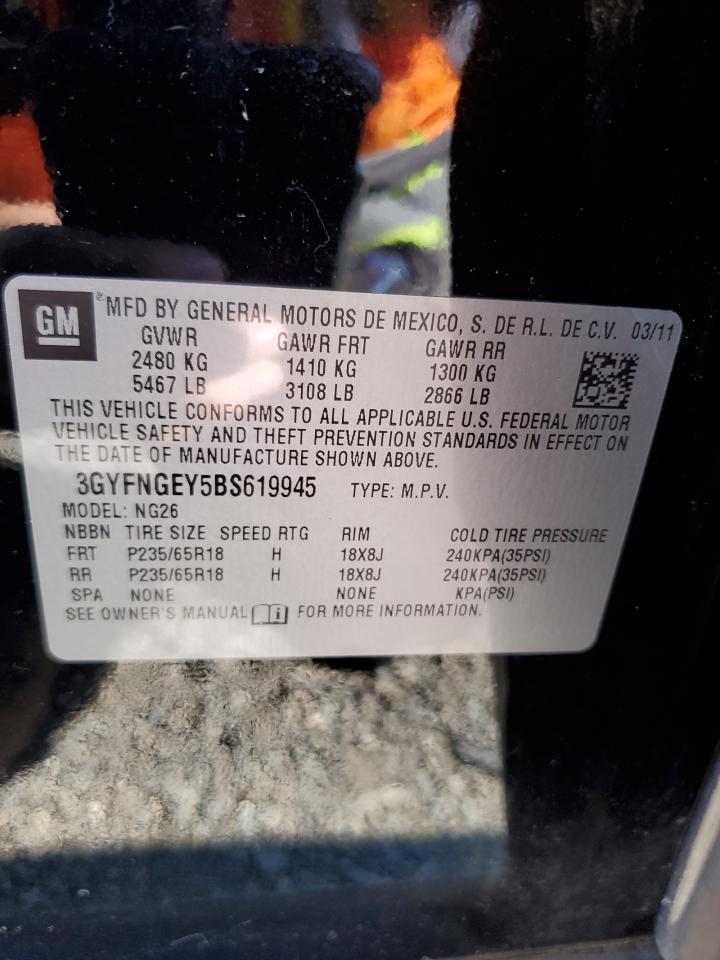 GM ® MFD BY GENERAL MOTORS DE MEXICO, S. DE R.L. DE C.V. 03/11
GVWR GAWR FRT GAWR RR
2480 KG 1410 KG 1300 KG
5467 LB 3108 LB 2866 LB
THIS VEHICLE CONFORMS TO ALL APPLICABLE U.S. FEDERAL MOTOR
VEHICLE SAFETY AND THEFT PREVENTION STANDARDS IN EFFECT ON
THE DATE OF MANUFACTURE SHOWN ABOVE.
3GYFNGEY5BS619945 TYPE: M.P.V.
MODEL: NG26
NBBN TIRE SIZE SPEED RTG RIM COLD TIRE PRESSURE
FRT P235/65R18 H 18X8J 240KPA(35PSI)
RR P235/65R18 H 18X8J 240KPA(35PSI)
SPA NONE NONE KPA(PSI)
SEE OWNER'S MANUAL i FOR MORE INFORMATION.